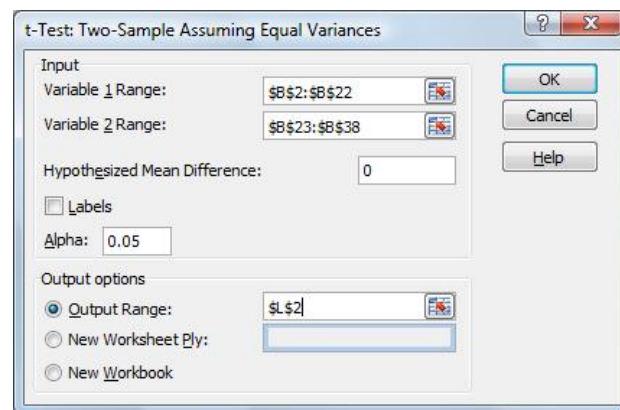 t-Test: Two-Sample Assuming Equal Variances
Input
Variable 1 Range: $B$2:$B$22
OK
Variable 2 Range: $B$23:$B$38
Cancel
Hypothesized Mean Difference: 0
Help
Labels
Alpha: 0.05
Output options
Output Range: $L$2
New Worksheet Ply:
New Workbook